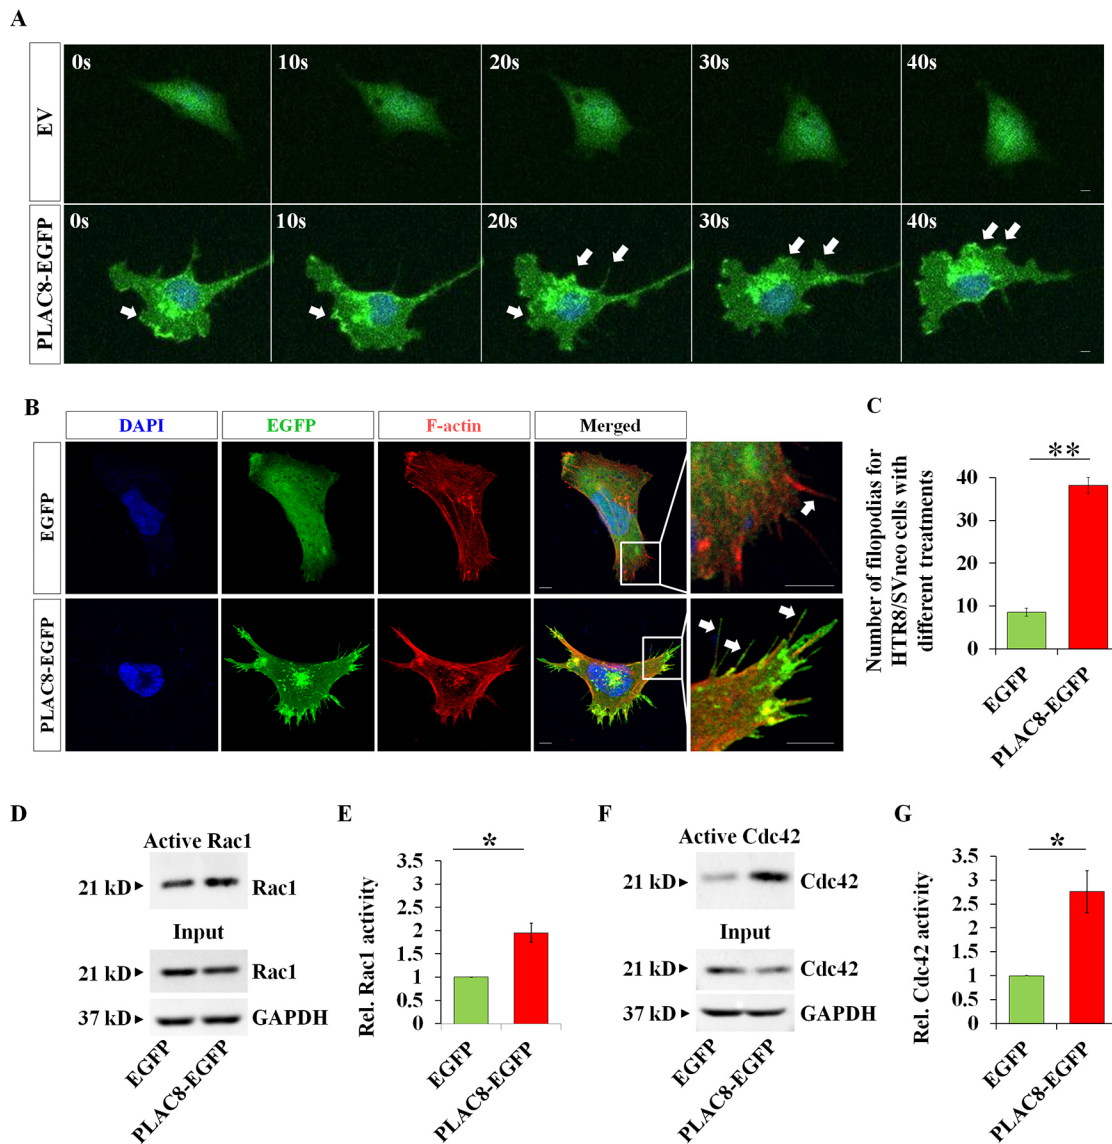 A
EV
0s
10s
20s
30s
40s
PLAC8-EGFP
0s
10s
20s
30s
40s
B
DAPI
EGFP
F-actin
Merged
EGFP
PLAC8-EGFP
C
Number of filopodias for
HTR8/SVneo cells with
different treatments
40
30
20
10
0
**
EGFP
PLAC8-EGFP
D
Active Rac1
21 kD
Rac1
Input
21 kD
Rac1
37 kD
GAPDH
EGFP
PLAC8-EGFP
E
Rel. Rac1 activity
3.5
3
2.5
2
1.5
1
0.5
0
*
EGFP
PLAC8-EGFP
F
Active Cdc42
21 kD
Cdc42
Input
21 kD
Cdc42
37 kD
GAPDH
EGFP
PLAC8-EGFP
G
Rel. Cdc42 activity
3.5
3
2.5
2
1.5
1
0.5
0
*
EGFP
PLAC8-EGFP